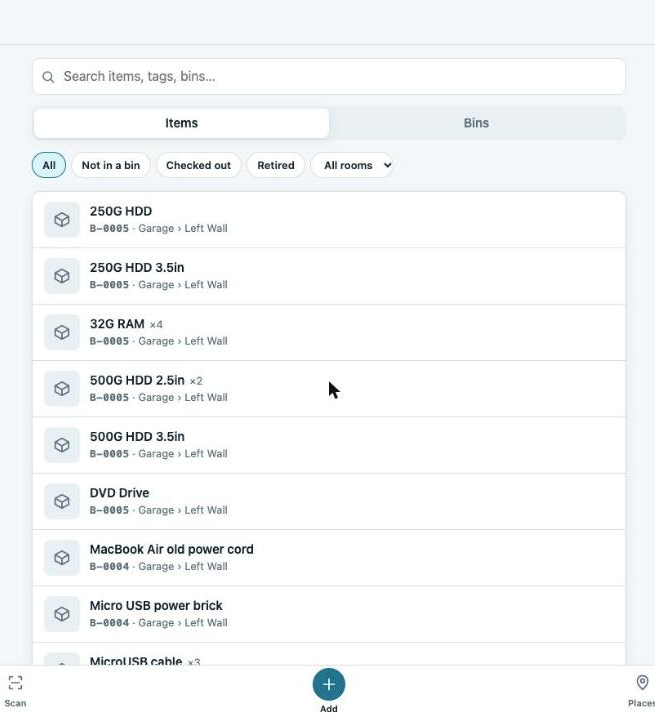 Search items, tags, bins...
Items
Bins
All
Not in a bin
Checked out
Retired
All rooms
250G HDD
B-0005 · Garage › Left Wall
250G HDD 3.5in
B-0005 · Garage › Left Wall
32G RAM ×4
B-0005 · Garage › Left Wall
500G HDD 2.5in ×2
B-0005 · Garage › Left Wall
500G HDD 3.5in
B-0005 · Garage › Left Wall
DVD Drive
B-0005 · Garage › Left Wall
MacBook Air old power cord
B-0004 · Garage › Left Wall
Micro USB power brick
B-0004 · Garage › Left Wall
MicroUSB cable ×3
Scan
Add
Places